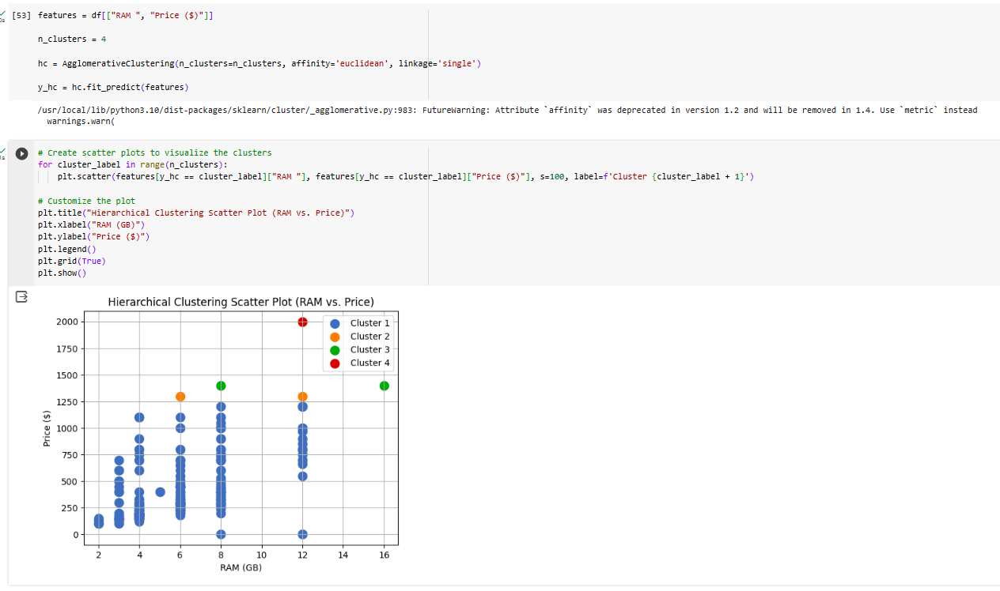 [53] features = df[["RAM ", "Price ($)"]]
n_clusters = 4
hc = AgglomerativeClustering(n_clusters=n_clusters, affinity='euclidean', linkage='single')
y_hc = hc.fit_predict(features)
/usr/local/lib/python3.10/dist-packages/sklearn/cluster/_agglomerative.py:983: FutureWarning: Attribute `affinity` was deprecated in version 1.2 and will be removed in 1.4. Use `metric` instead
  warnings.warn(
# Create scatter plots to visualize the clusters
for cluster_label in range(n_clusters):
    plt.scatter(features[y_hc == cluster_label]["RAM "], features[y_hc == cluster_label]["Price ($)"], s=100, label=f'Cluster {cluster_label + 1}')
# Customize the plot
plt.title("Hierarchical Clustering Scatter Plot (RAM vs. Price)")
plt.xlabel("RAM (GB)")
plt.ylabel("Price ($)")
plt.legend()
plt.grid(True)
plt.show()
Hierarchical Clustering Scatter Plot (RAM vs. Price)
Cluster 1
Cluster 2
Cluster 3
Cluster 4
2000
1750
1500
1250
1000
750
500
250
0
Price ($)
2 4 6 8 10 12 14 16
RAM (GB)